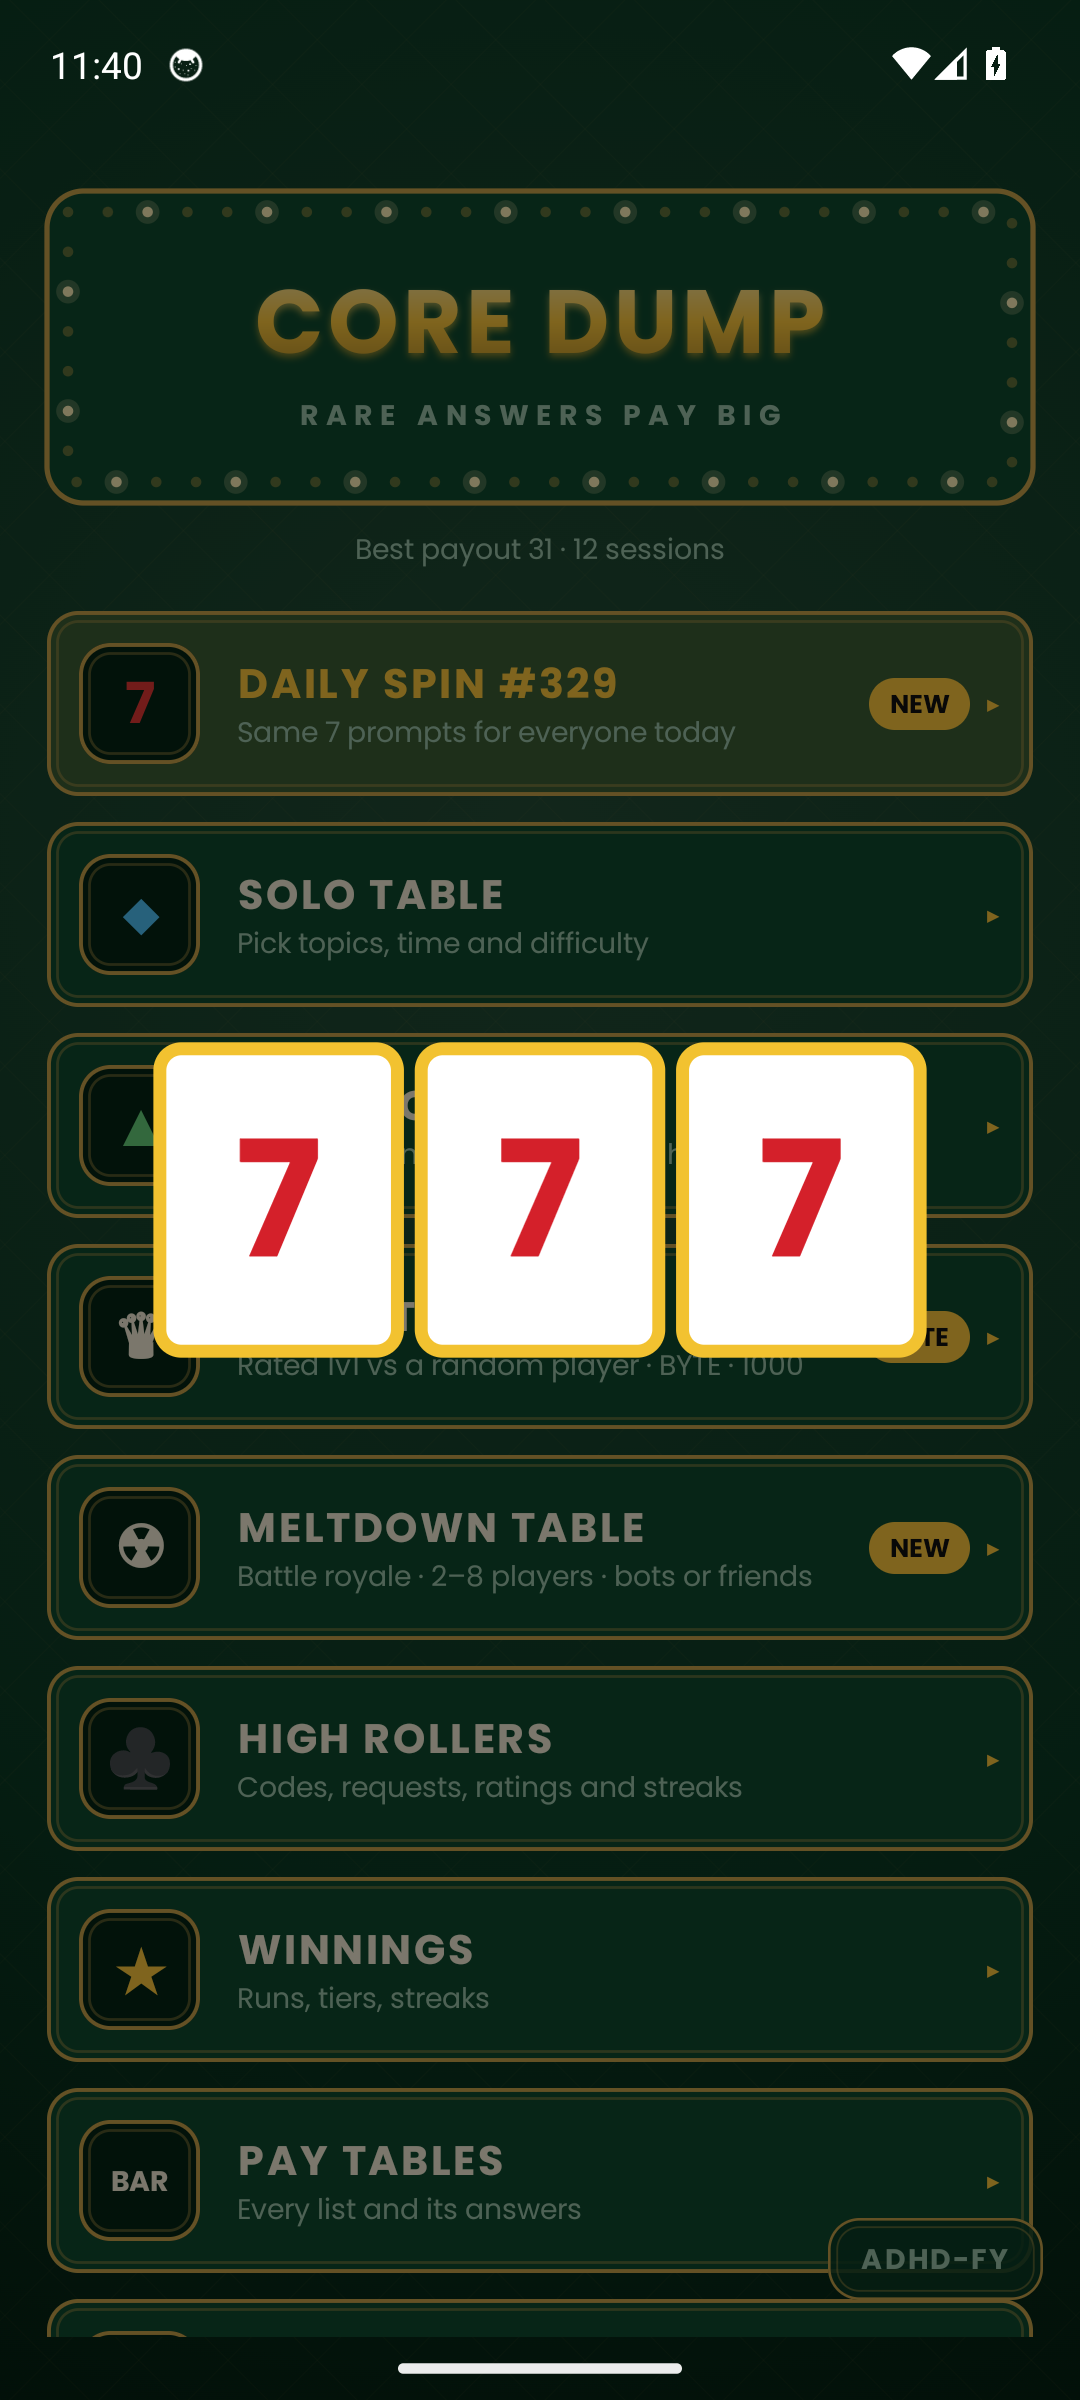 11:40
CORE DUMP
RARE ANSWERS PAY BIG
Best payout 31 · 12 sessions
7
DAILY SPIN #329
Same 7 prompts for everyone today
NEW
SOLO TABLE
Pick topics, time and difficulty
7 7 7
Rated 1v1 vs a random player · BYTE · 1000
MELTDOWN TABLE
Battle royale · 2–8 players · bots or friends
NEW
HIGH ROLLERS
Codes, requests, ratings and streaks
WINNINGS
Runs, tiers, streaks
BAR
PAY TABLES
Every list and its answers
ADHD-FY